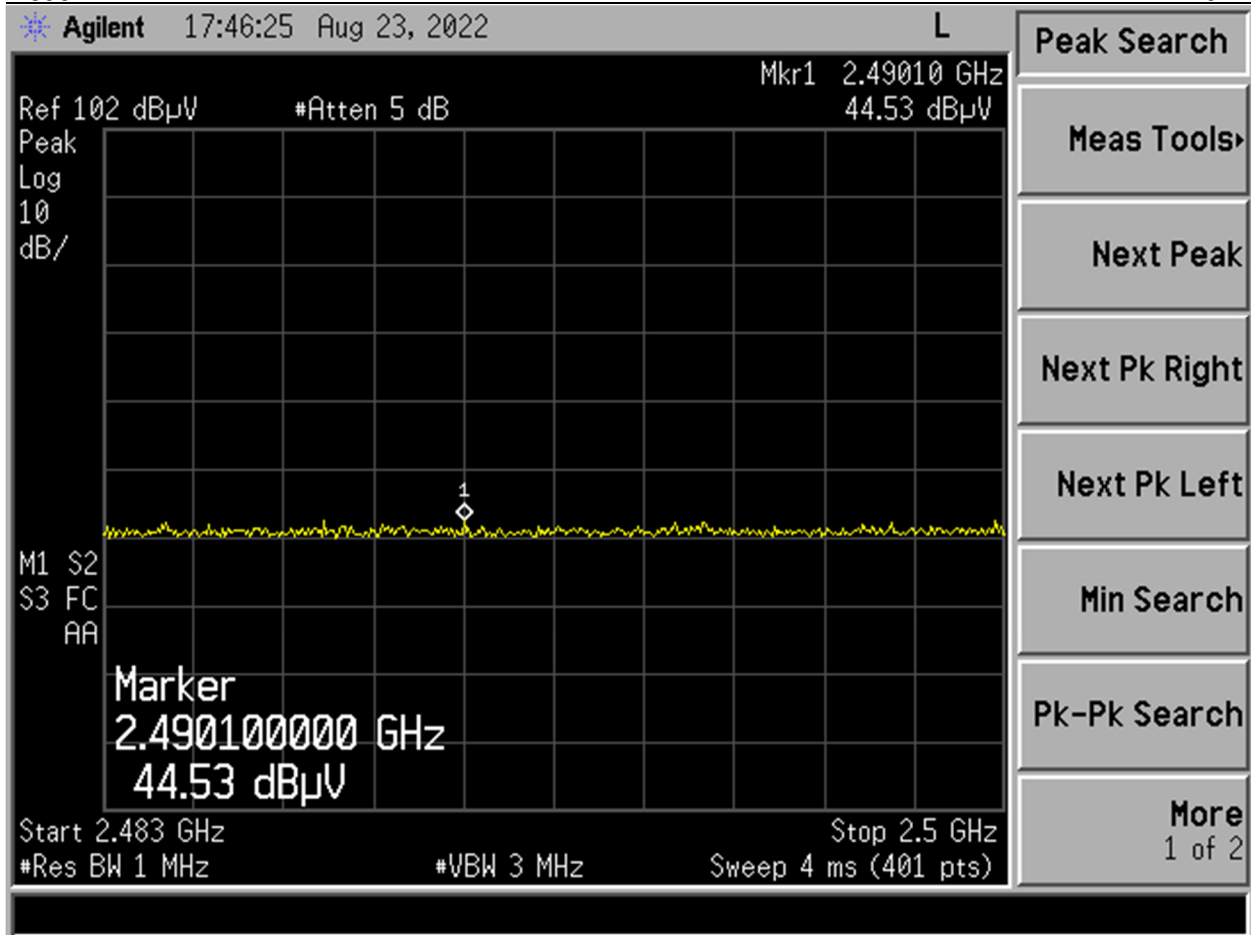 Agilent 17:46:25 Aug 23, 2022 L
Peak Search
Mkr1 2.49010 GHz
Ref 102 dBµV #Atten 5 dB 44.53 dBµV
Peak
Log
10
dB/
1
M1 S2
S3 FC
AA
Marker
2.490100000 GHz
44.53 dBµV
Start 2.483 GHz Stop 2.5 GHz
#Res BW 1 MHz #VBW 3 MHz Sweep 4 ms (401 pts)
Meas Tools
Next Peak
Next Pk Right
Next Pk Left
Min Search
Pk-Pk Search
More
1 of 2